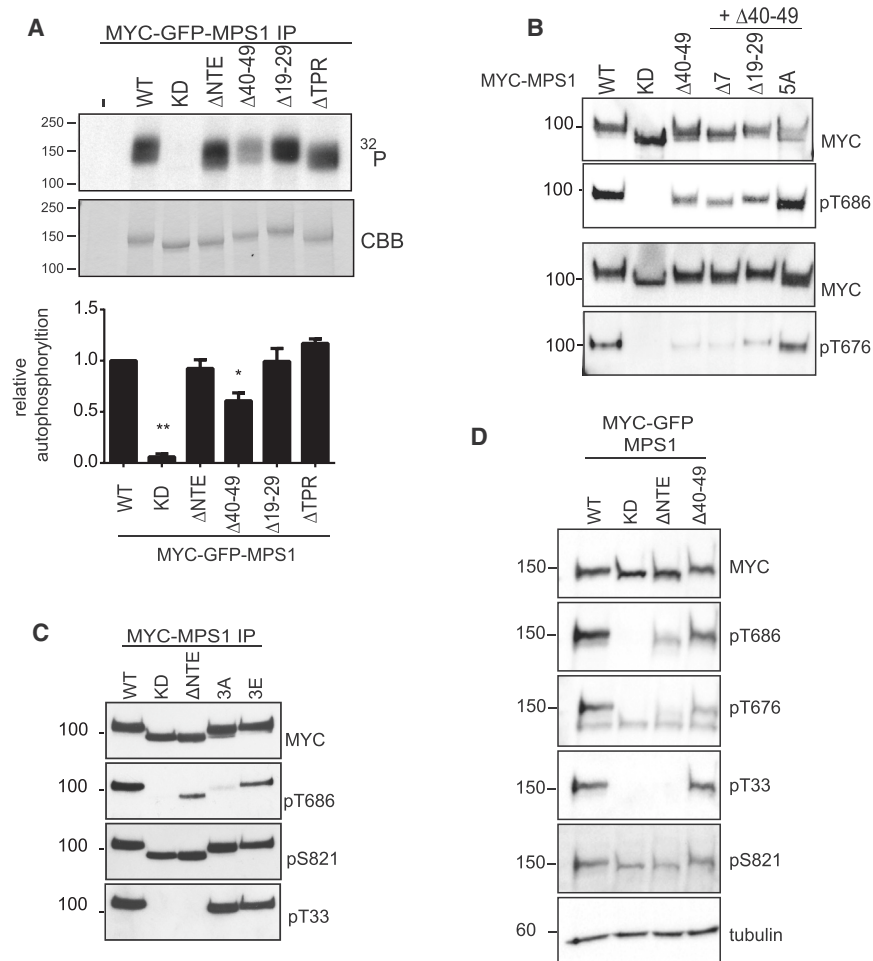 A
MYC-GFP-MPS1 IP
- WT KD ΔNTE Δ40-49 Δ19-29 ΔTPR
250
150
100
32P
250
150
100
CBB
relative autophosphoryltion
1.5
1.0
0.5
0.0
** *
WT KD ΔNTE Δ40-49 Δ19-29 ΔTPR
MYC-GFP-MPS1
B
+ Δ40-49
MYC-MPS1 WT KD Δ40-49 Δ7 Δ19-29 5A
100 MYC
100 pT686
100 MYC
100 pT676
C
MYC-MPS1 IP
WT KD ΔNTE 3A 3E
100 MYC
100 pT686
100 pS821
100 pT33
D
MYC-GFP
MPS1
WT KD ΔNTE Δ40-49
150 MYC
150 pT686
150 pT676
150 pT33
150 pS821
60 tubulin